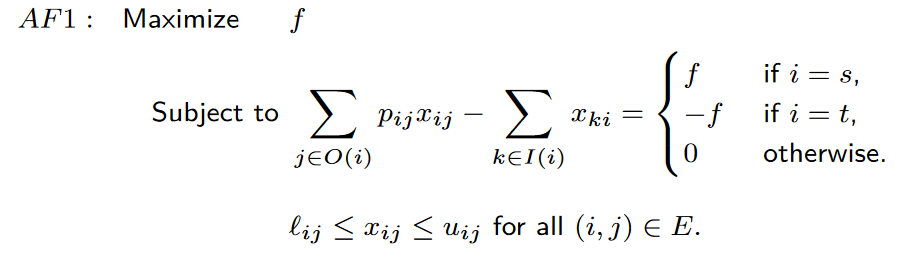 AF1 : Maximize f
Subject to ∑_{j∈O(i)} p_{ij}x_{ij} − ∑_{k∈I(i)} x_{ki} = { f if i = s,
−f if i = t,
0 otherwise.
ℓ_{ij} ≤ x_{ij} ≤ u_{ij} for all (i, j) ∈ E.